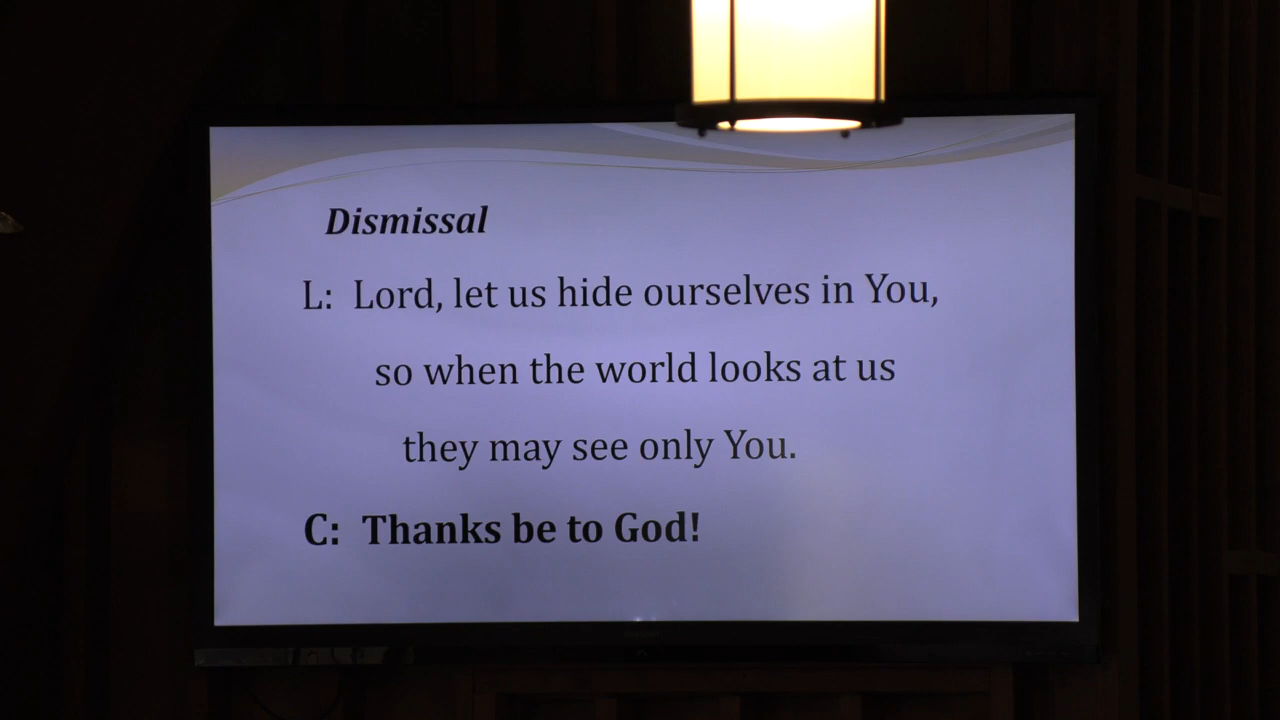 Dismissal
L: Lord, let us hide ourselves in You,
so when the world looks at us
they may see only You.
C: Thanks be to God!